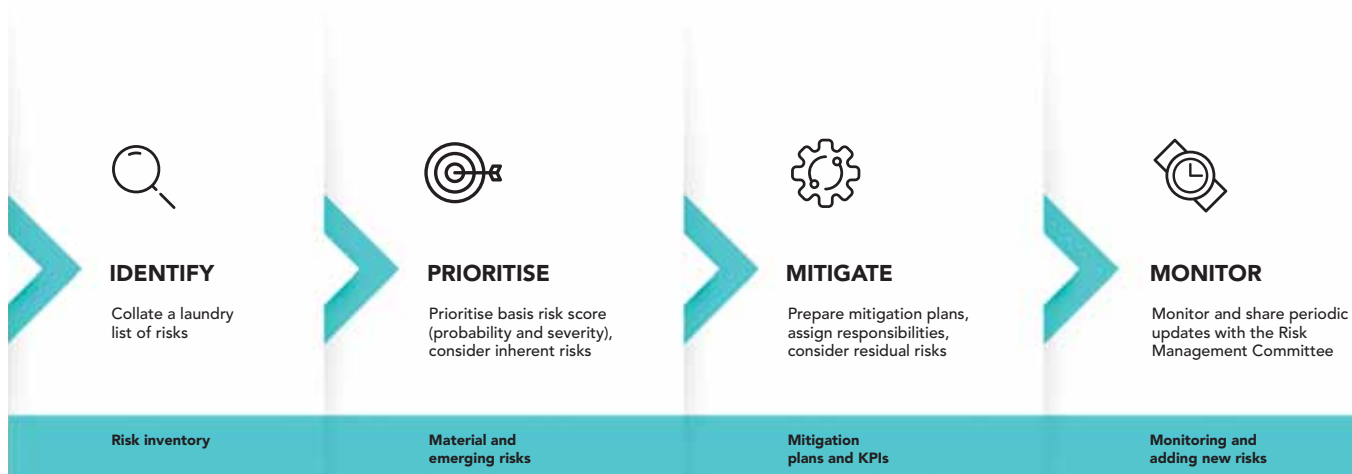 IDENTIFY
Collate a laundry
list of risks
Risk inventory
PRIORITISE
Prioritise basis risk score
(probability and severity),
consider inherent risks
Material and
emerging risks
MITIGATE
Prepare mitigation plans,
assign responsibilities,
consider residual risks
Mitigation
plans and KPIs
MONITOR
Monitor and share periodic
updates with the Risk
Management Committee
Monitoring and
adding new risks